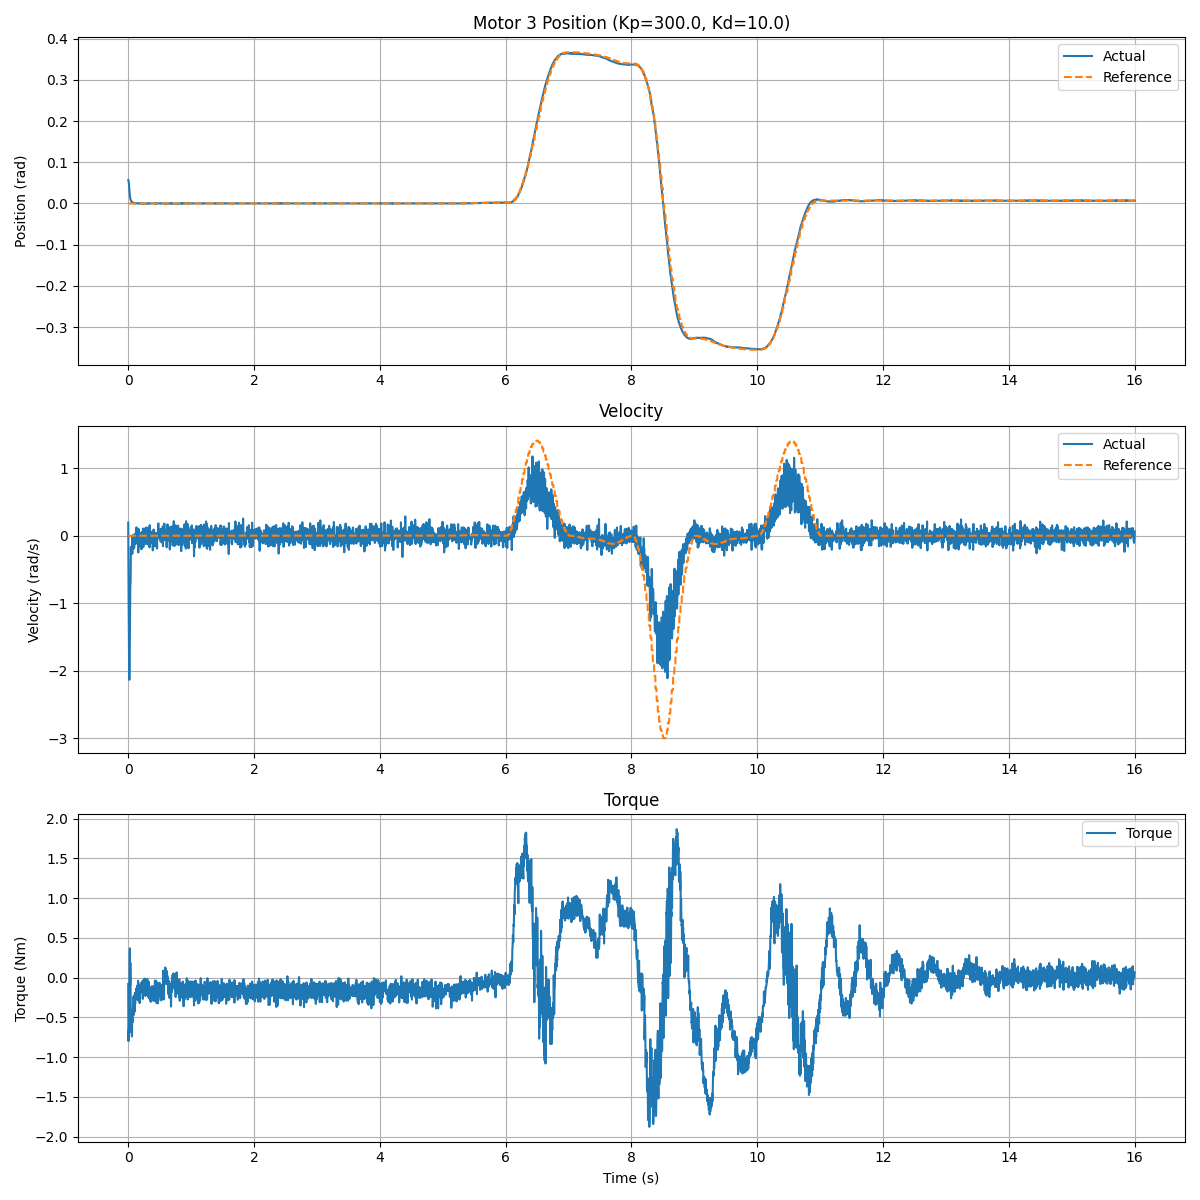 Motor 3 Position (Kp=300.0, Kd=10.0)
0.4
0.3
0.2
0.1
0.0
−0.1
−0.2
−0.3
Position (rad)
Actual
Reference
0 2 4 6 8 10 12 14 16
Velocity
1
0
−1
−2
−3
Velocity (rad/s)
Actual
Reference
0 2 4 6 8 10 12 14 16
Torque
2.0
1.5
1.0
0.5
0.0
−0.5
−1.0
−1.5
−2.0
Torque (Nm)
Torque
0 2 4 6 8 10 12 14 16
Time (s)